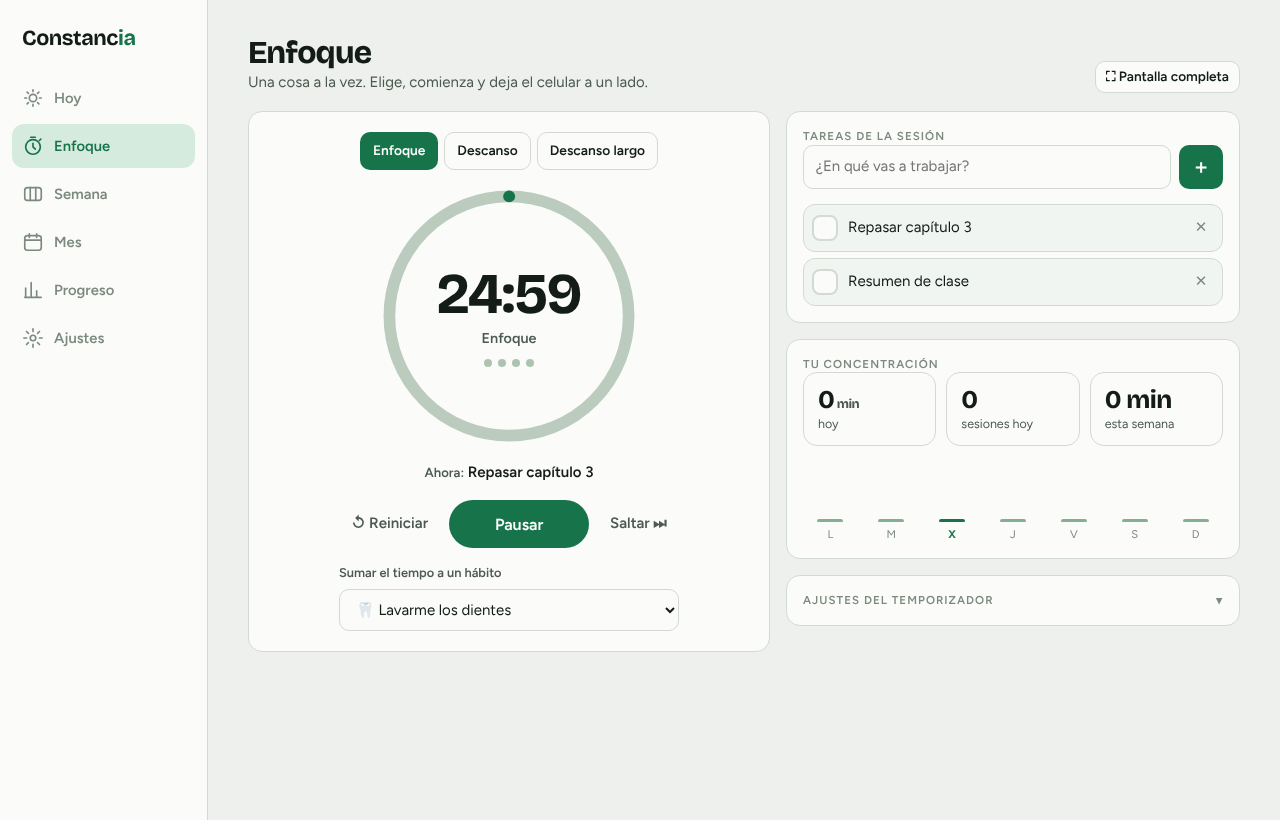 Constancia
Hoy
Enfoque
Semana
Mes
Progreso
Ajustes
Enfoque
Una cosa a la vez. Elige, comienza y deja el celular a un lado.
Pantalla completa
Enfoque
Descanso
Descanso largo
24:59
Enfoque
Ahora: Repasar capítulo 3
↺ Reiniciar
Pausar
Saltar ⏭
Sumar el tiempo a un hábito
🦷 Lavarme los dientes
TAREAS DE LA SESIÓN
¿En qué vas a trabajar?
+
Repasar capítulo 3 ✕
Resumen de clase ✕
TU CONCENTRACIÓN
0 min
hoy
0
sesiones hoy
0 min
esta semana
L M X J V S D
AJUSTES DEL TEMPORIZADOR ▾